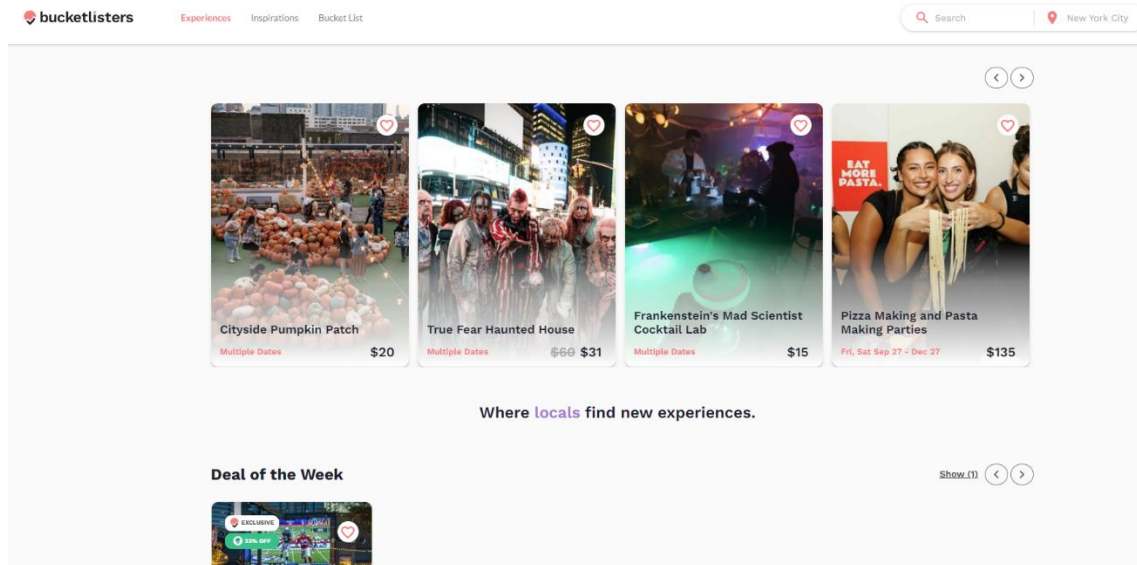 bucketlisters
Experiences Inspirations Bucket List
Search New York City
EAT
MORE
PASTA.
Cityside Pumpkin Patch
Multiple Dates $20
True Fear Haunted House
Multiple Dates $60 $31
Frankenstein's Mad Scientist
Cocktail Lab
Multiple Dates $15
Pizza Making and Pasta
Making Parties
Fri, Sat Sep 27 - Dec 27 $135
Where locals find new experiences.
Deal of the Week
Show (1)
EXCLUSIVE
33% OFF